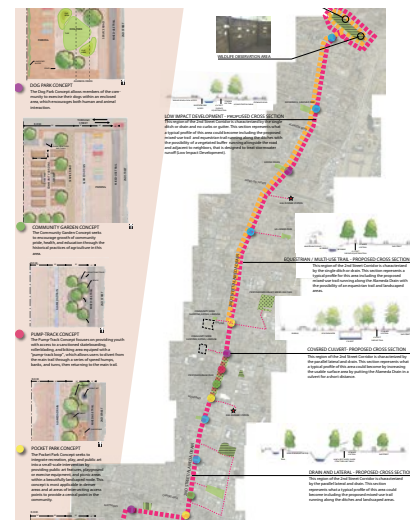 DOG PARK CONCEPT
The Dog Park Concept allows members of the com-
munity to exercise their dogs within an enclosed
area, which encourages both human and animal
interaction.
COMMUNITY GARDEN CONCEPT
The Community Garden Concept seeks
to encourage growth of community
pride, health, and education through the
historical practices of agriculture in this
area.
PUMP-TRACK CONCEPT
The Pump Track Concept focuses on providing youth
with access to a sanctioned skateboarding,
rollerblading, and biking area equipped with a
"pump track loop", which allows users to divert from
the main trail through a series of speed humps,
banks, and turns, then returning to the main trail.
POCKET PARK CONCEPT
The Pocket Park Concept seeks to
integrate recreation, play, and public art
into a small-scale intervention by
providing public art features, playground
or exercise equipment, and picnic areas
within a beautifully landscaped node. This
concept is most applicable in denser
areas and at areas of intersecting access
points to provide a central point in the
community.
WILDLIFE OBSERVATION AREA
LOW IMPACT DEVELOPMENT - PROPOSED CROSS SECTION
This region of the 2nd Street Corridor is characterized by the single
ditch or drain and no curbs or gutter. This section represents what
a typical profile of this area could become including the proposed
mixed use trail and equestrian trail running along the ditches with
the possibility of a vegetated buffer running alongside the road
and adjacent to neighbors, that is designed to treat stormwater
runoff (Low Impact Development)
EQUESTRIAN / MULTI-USE TRAIL - PROPOSED CROSS SECTION
This region of the 2nd Street Corridor is characterized
by the single ditch or drain. This section represents a
typical profile for this area including the proposed
mixed use trail running along the Alameda Drain with
the possibility of an equestrian trail and landscaped
areas.
COVERED CULVERT - PROPOSED CROSS SECTION
This region of the 2nd Street Corridor is characterized by the
parallel lateral and drain. This section represents what
a typical profile of this area could become by increasing
the usable surface area by putting the Alameda Drain in a
culvert for a short distance
DRAIN AND LATERAL - PROPOSED CROSS SECTION
This region of the 2nd Street Corridor is characterized
by the parallel lateral and drain. This section
represents what a typical profile of this area could
become including the proposed mixed use trail running
along the ditches and landscaped areas.